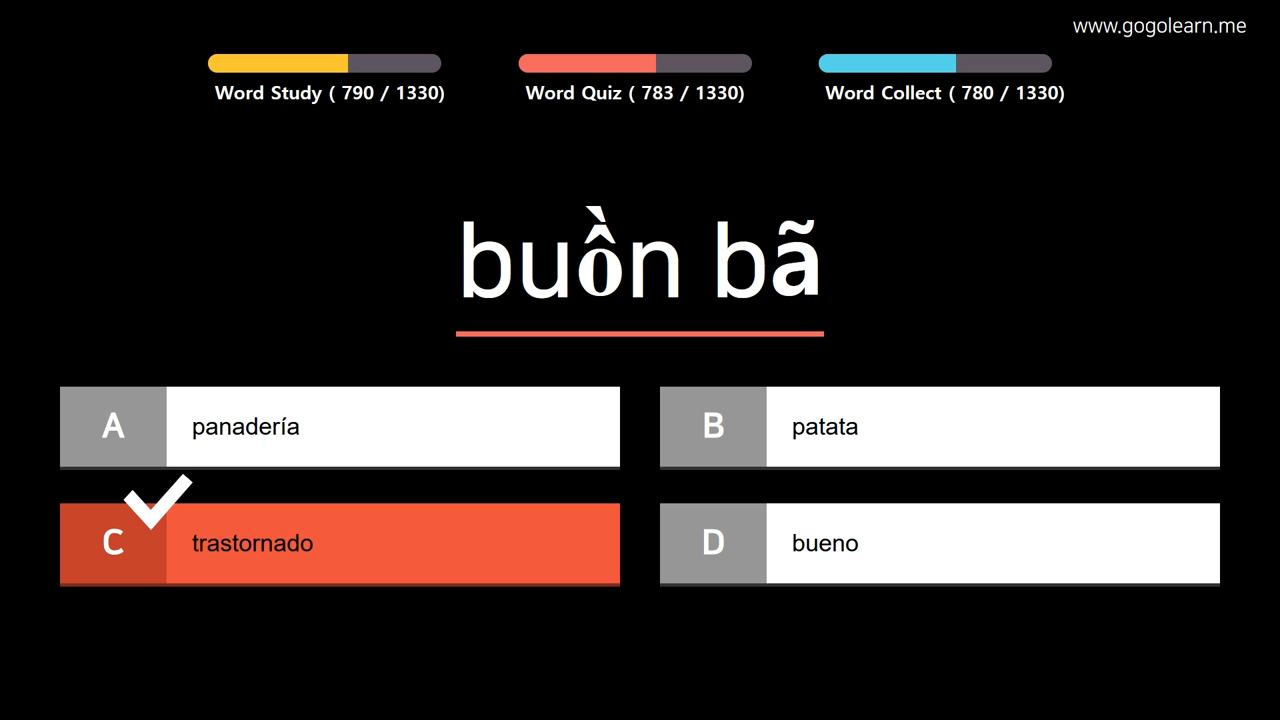 www.gogolearn.me
Word Study ( 790 / 1330)
Word Quiz ( 783 / 1330)
Word Collect ( 780 / 1330)
buồn bã
A panadería
B patata
C trastornado
D bueno